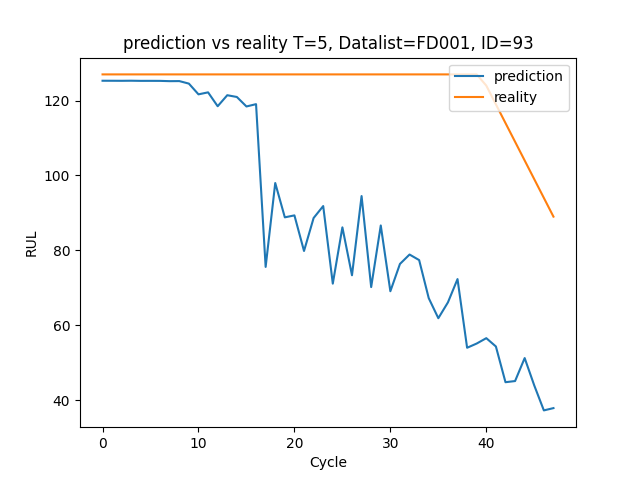 prediction vs reality T=5, Datalist=FD001, ID=93
prediction
reality
120
100
80
60
40
RUL
0 10 20 30 40
Cycle